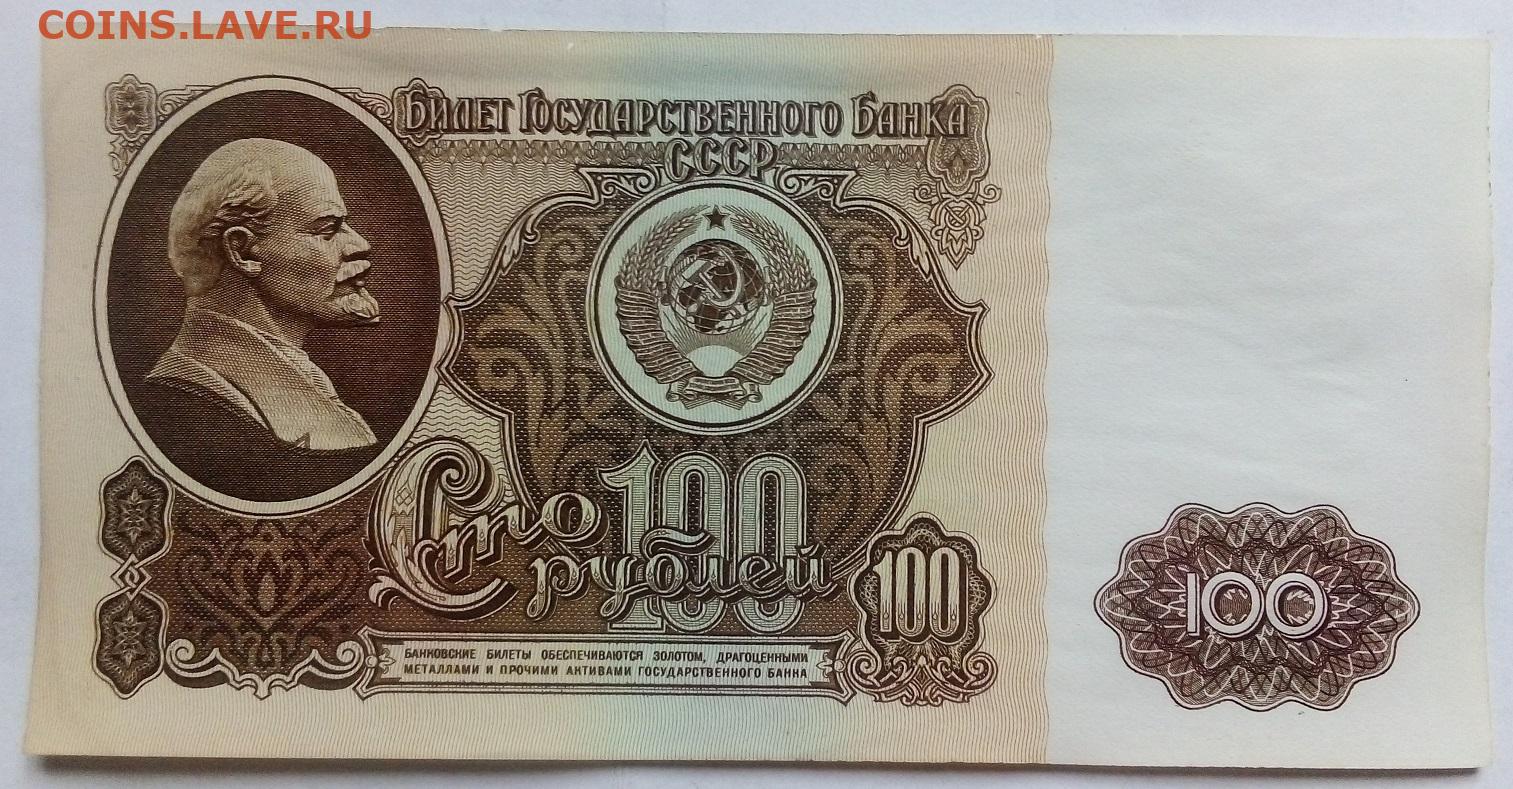 COINS.LAVE.RU
БИЛЕТ ГОСУДАРСТВЕННОГО БАНКА
СССР
100
Сто
рублей
100
100
БАНКОВСКИЕ БИЛЕТЫ ОБЕСПЕЧИВАЮТСЯ ЗОЛОТОМ, ДРАГОЦЕННЫМИ
МЕТАЛЛАМИ И ПРОЧИМИ АКТИВАМИ ГОСУДАРСТВЕННОГО БАНКА